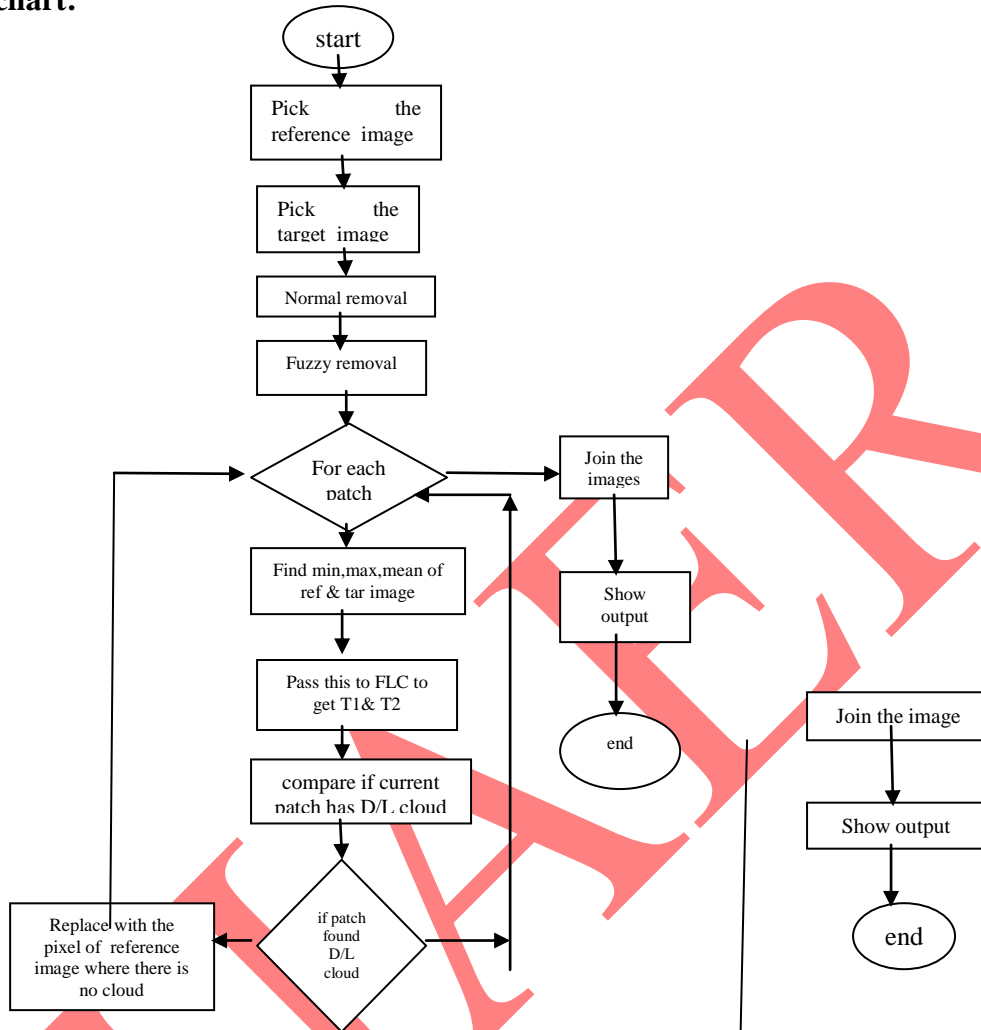 chart:
start
Pick the
reference image
Pick the
target image
Normal removal
Fuzzy removal
For each
patch
Join the
images
Find min,max,mean of
ref & tar image
Show
output
Pass this to FLC to
get T1& T2
end
Join the image
compare if current
patch has D/L cloud
Show output
if patch
found
D/L
cloud
Replace with the
pixel of reference
image where there is
no cloud
end